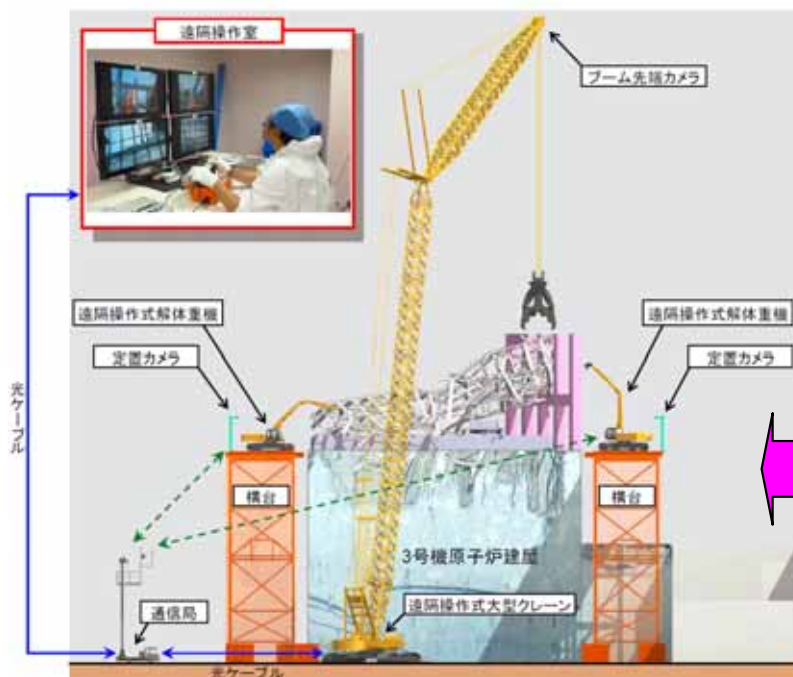 遠隔操作室
ブーム先端カメラ
遠隔操作式解体重機
定置カメラ
遠隔操作式解体重機
定置カメラ
光ケーブル
構台
構台
3号機原子炉建屋
通信局
遠隔操作式大型クレーン
光ケーブル